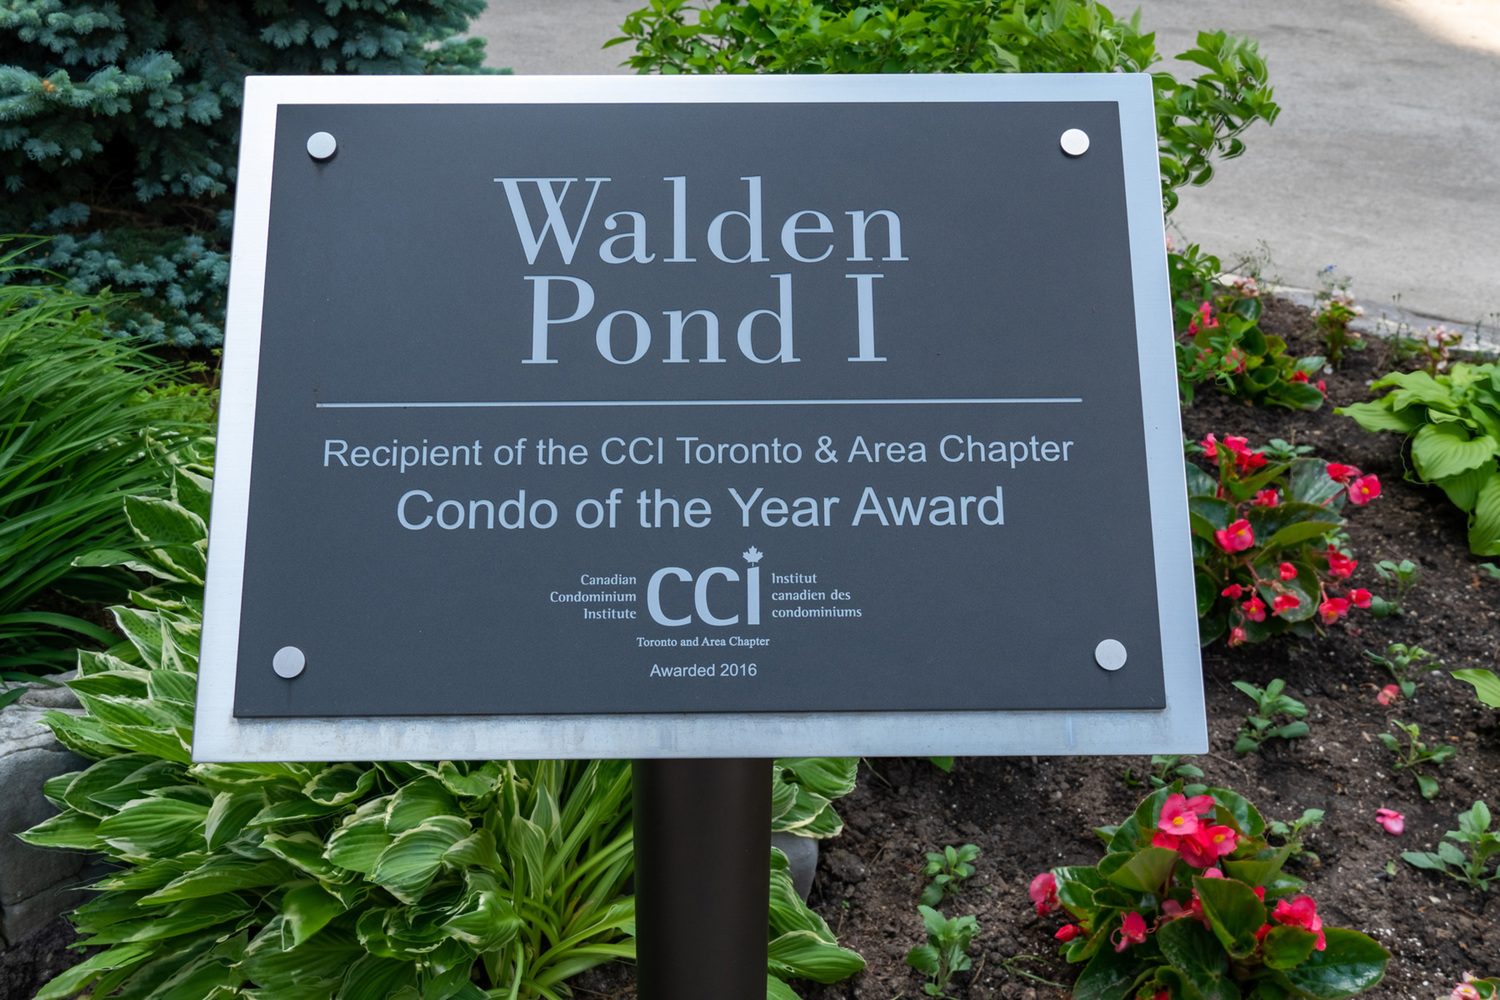 Walden
Pond I
Recipient of the CCI Toronto & Area Chapter
Condo of the Year Award
Canadian
Condominium
Institute
CCI
Institut
canadien des
condominiums
Toronto and Area Chapter
Awarded 2016